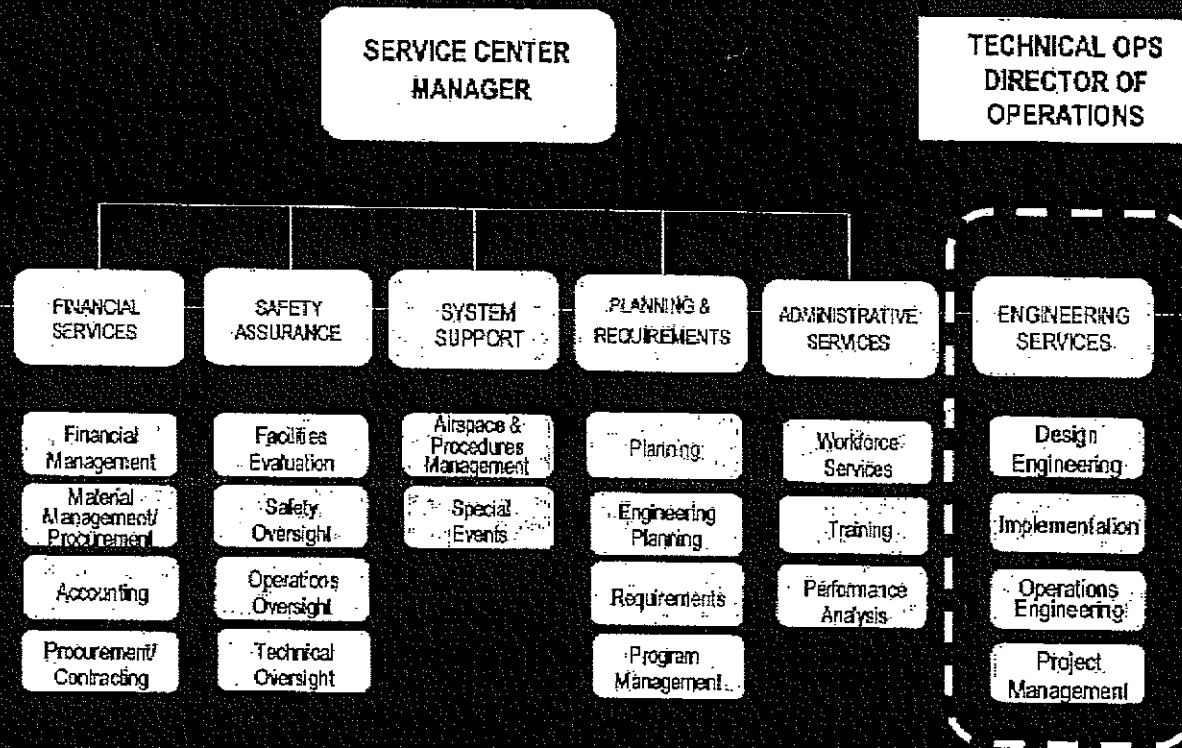 SERVICE CENTER
MANAGER
TECHNICAL OPS
DIRECTOR OF
OPERATIONS
FINANCIAL
SERVICES
SAFETY
ASSURANCE
SYSTEM
SUPPORT
PLANNING &
REQUIREMENTS
ADMINISTRATIVE
SERVICES
ENGINEERING
SERVICES
Financial
Management
Material
Management/
Procurement
Accounting
Procurement/
Contracting
Facilities
Evaluation
Safety
Oversight
Operations
Oversight
Technical
Oversight
Airspace &
Procedures
Management
Special
Events
Planning
Engineering
Planning
Requirements
Program
Management
Workforce
Services
Training
Performance
Analysis
Design
Engineering
Implementation
Operations
Engineering
Project
Management